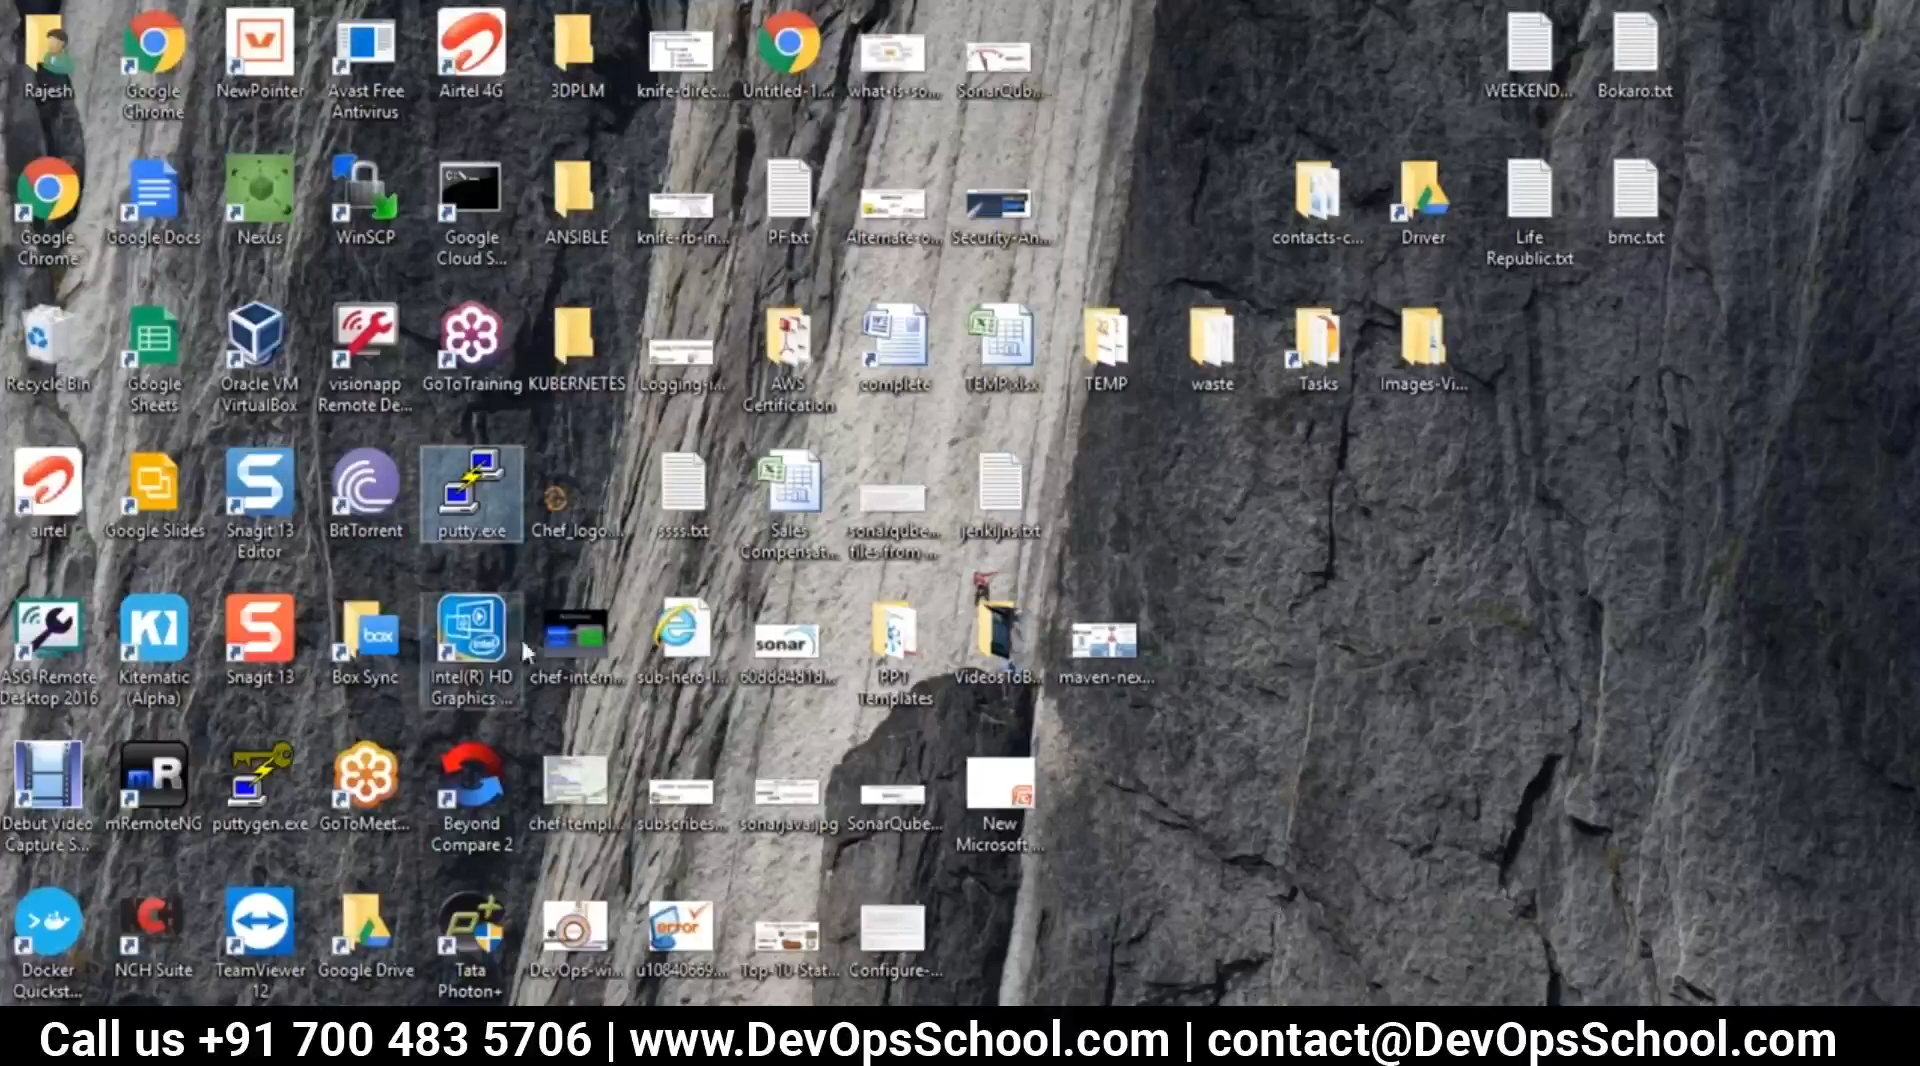 Rajesh
Google
Chrome
NewPointer
Avast Free
Antivirus
Airtel 4G
3DPLM
knife-direc...
Untitled-1....
what-is-so...
SonarQub...
WEEKEND...
Bokaro.txt
Google
Chrome
Google Docs
Nexus
WinSCP
Google
Cloud S...
ANSIBLE
knife-rb-in...
PF.txt
Alternate-o...
Security-An...
contacts-c...
Driver
Life
Republic.txt
bmc.txt
Recycle Bin
Google
Sheets
Oracle VM
VirtualBox
visionapp
Remote De...
GoToTraining
KUBERNETES
Logging-i...
AWS
Certification
complete
TEMP.xlsx
TEMP
waste
Tasks
Images-Vi...
airtel
Google Slides
Snagit 13
Editor
BitTorrent
putty.exe
Chef_logo....
ssss.txt
Sales
Compensat...
sonarqube...
files from ...
jenkijns.txt
ASG-Remote
Desktop 2016
Kitematic
(Alpha)
Snagit 13
box
Box Sync
intel
Intel(R) HD
Graphics ...
chef-intern...
sub-hero-l...
sonar
60ddd4d1d...
PPT
Templates
VideosToB...
maven-nex...
Debut Video
Capture S...
mR
mRemoteNG
puttygen.exe
GoToMeet...
Beyond
Compare 2
chef-templ...
subscribes...
sonarjava.jpg
SonarQube...
New
Microsoft ...
Docker
Quickst...
NCH Suite
TeamViewer
12
Google Drive
Tata
Photon+
DevOps-wi...
error
u10840669...
Top-10-Stat...
Configure-...
Call us +91 700 483 5706 | www.DevOpsSchool.com | contact@DevOpsSchool.com